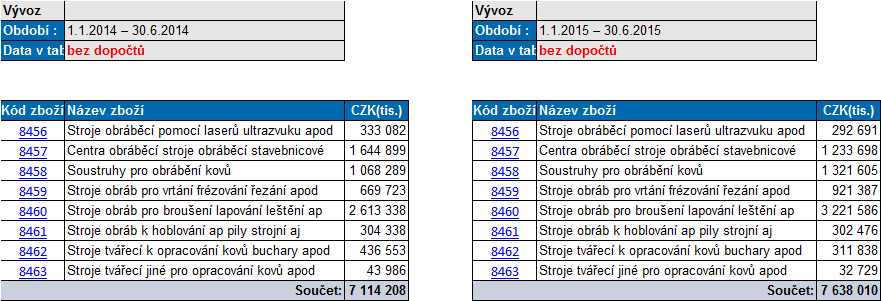 Vývoz
Období : 1.1.2014 – 30.6.2014
Data v tab bez dopočtů
Kód zboží Název zboží CZK(tis.)
8456 Stroje obráběcí pomocí laserů ultrazvuku apod 333 082
8457 Centra obráběcí stroje obráběcí stavebnicové 1 644 899
8458 Soustruhy pro obrábění kovů 1 068 289
8459 Stroje obráb pro vrtání frézování řezání apod 669 723
8460 Stroje obráb pro broušení lapování leštění ap 2 613 338
8461 Stroje obráb k hoblování ap pily strojní aj 304 338
8462 Stroje tvářecí k opracování kovů buchary apod 436 553
8463 Stroje tvářecí jiné pro opracování kovů apod 43 986
Součet: 7 114 208
Vývoz
Období : 1.1.2015 – 30.6.2015
Data v tab bez dopočtů
Kód zboží Název zboží CZK(tis.)
8456 Stroje obráběcí pomocí laserů ultrazvuku apod 292 691
8457 Centra obráběcí stroje obráběcí stavebnicové 1 233 698
8458 Soustruhy pro obrábění kovů 1 321 605
8459 Stroje obráb pro vrtání frézování řezání apod 921 387
8460 Stroje obráb pro broušení lapování leštění ap 3 221 586
8461 Stroje obráb k hoblování ap pily strojní aj 302 476
8462 Stroje tvářecí k opracování kovů buchary apod 311 838
8463 Stroje tvářecí jiné pro opracování kovů apod 32 729
Součet: 7 638 010